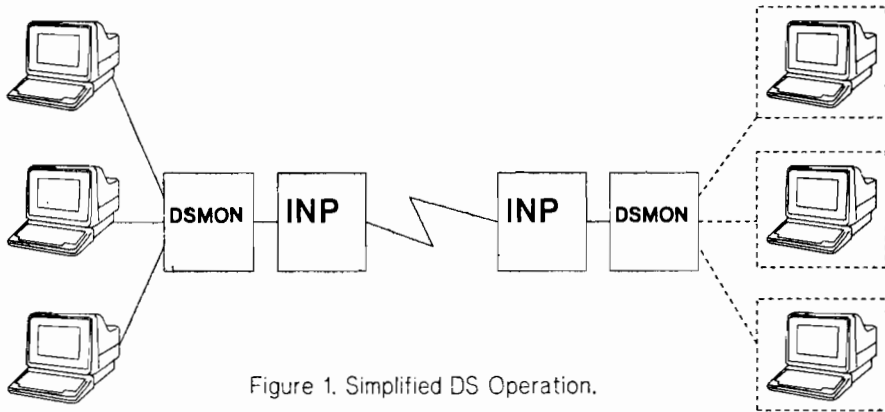 DSMON
INP
INP
DSMON
Figure 1. Simplified DS Operation.